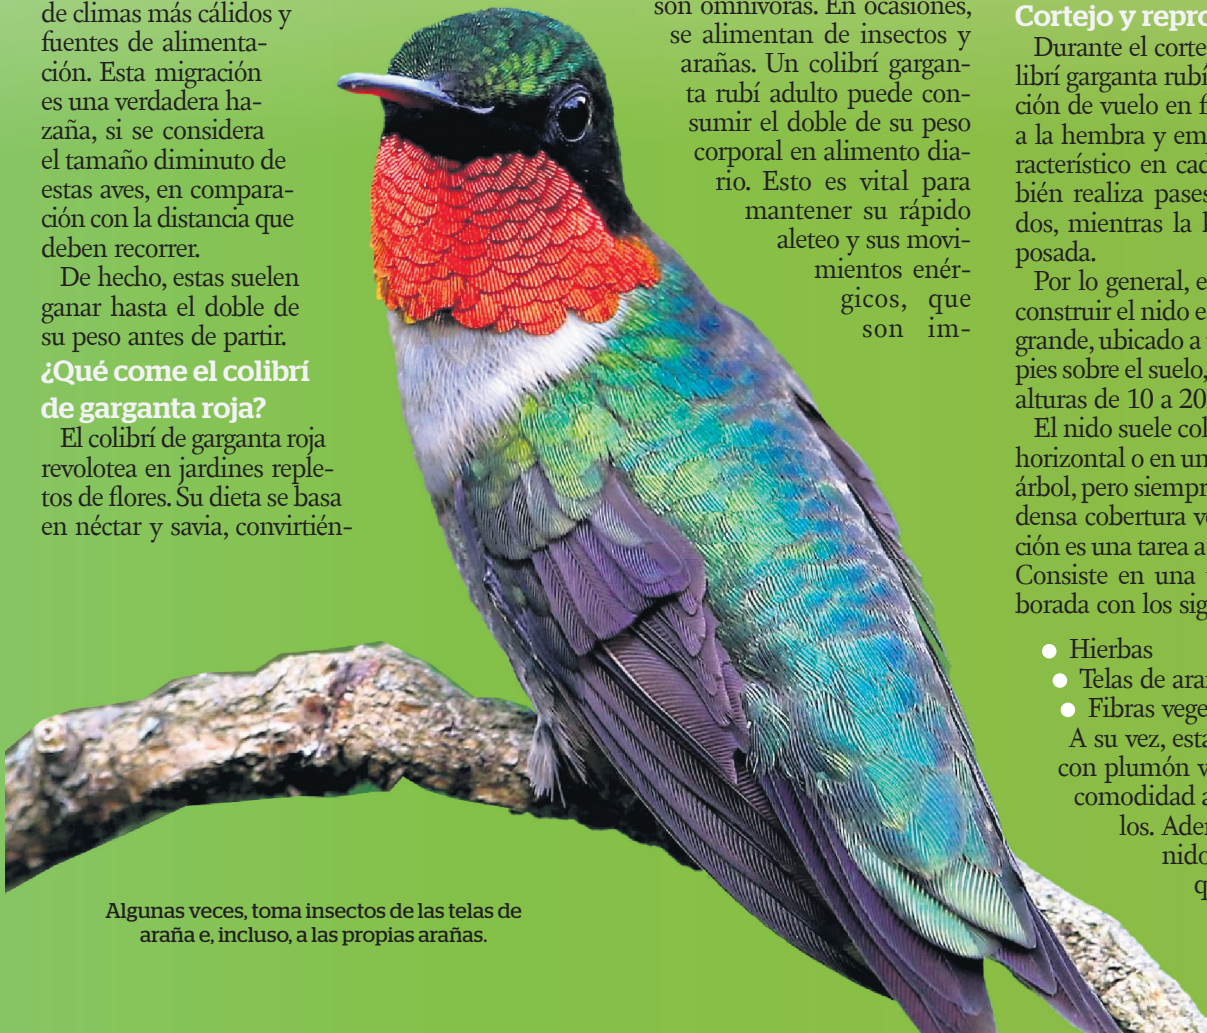 de climas más cálidos y
fuentes de alimenta-
ción. Esta migración
es una verdadera ha-
zaña, si se considera
el tamaño diminuto de
estas aves, en compara-
ción con la distancia que
deben recorrer.
De hecho, estas suelen
ganar hasta el doble de
su peso antes de partir.
¿Qué come el colibrí
de garganta roja?
El colibrí de garganta roja
revolotea en jardines reple-
tos de flores. Su dieta se basa
en néctar y savia, convirtién-
son omnívoras. En ocasiones,
se alimentan de insectos y
arañas. Un colibrí gargan-
ta rubí adulto puede con-
sumir el doble de su peso
corporal en alimento dia-
rio. Esto es vital para
mantener su rápido
aleteo y sus movi-
mientos enér-
gicos, que
son im-
Algunas veces, toma insectos de las telas de
araña e, incluso, a las propias arañas.
Cortejo y repro
Durante el corte
librí garganta rubí
ción de vuelo en f
a la hembra y em
racterístico en cad
bién realiza pases
dos, mientras la
posada.
Por lo general, e
construir el nido e
grande, ubicado a
pies sobre el suelo,
alturas de 10 a 20
El nido suele col
horizontal o en un
árbol, pero siempr
densa cobertura v
ción es una tarea a
Consiste en una
borada con los sig
Hierbas
Telas de ara
Fibras vege
A su vez, esta
con plumón v
comodidad a
los. Ade
nido
q